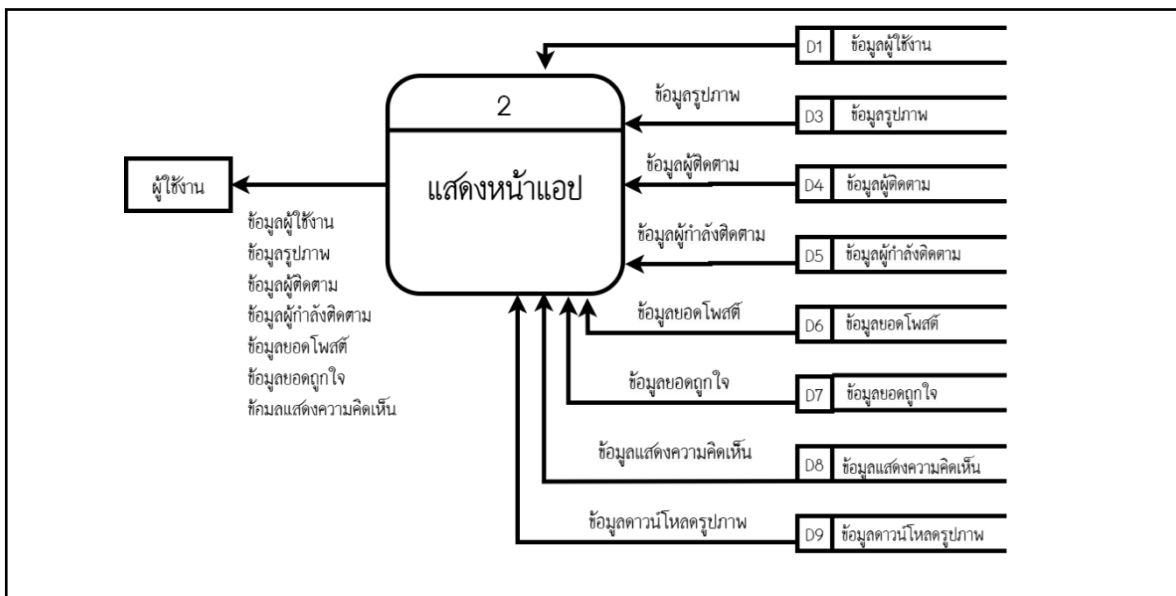 D1 ข้อมูลผู้ใช้งาน
2
ข้อมูลรูปภาพ
D3 ข้อมูลรูปภาพ
แสดงหน้าแอป
ผู้ใช้งาน
ข้อมูลผู้ติดตาม
D4 ข้อมูลผู้ติดตาม
ข้อมูลผู้ใช้งาน
ข้อมูลรูปภาพ
ข้อมูลผู้ติดตาม
ข้อมูลผู้กำลังติดตาม
ข้อมูลยอดโพสต์
ข้อมูลยอดถูกใจ
ข้อมูลแสดงความคิดเห็น
ข้อมูลผู้กำลังติดตาม
D5 ข้อมูลผู้กำลังติดตาม
ข้อมูลยอดโพสต์
D6 ข้อมูลยอดโพสต์
ข้อมูลยอดถูกใจ
D7 ข้อมูลยอดถูกใจ
ข้อมูลแสดงความคิดเห็น
D8 ข้อมูลแสดงความคิดเห็น
ข้อมูลดาวน์โหลดรูปภาพ
D9 ข้อมูลดาวน์โหลดรูปภาพ